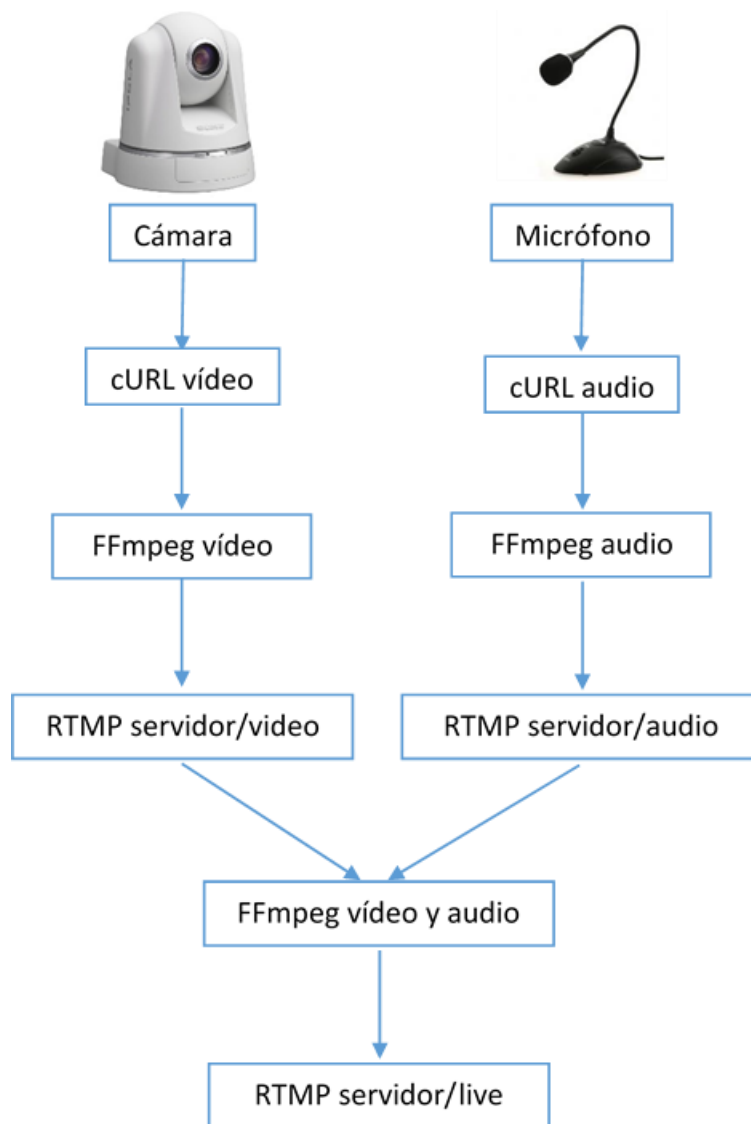 Cámara
Micrófono
cURL vídeo
cURL audio
FFmpeg vídeo
FFmpeg audio
RTMP servidor/video
RTMP servidor/audio
FFmpeg vídeo y audio
RTMP servidor/live